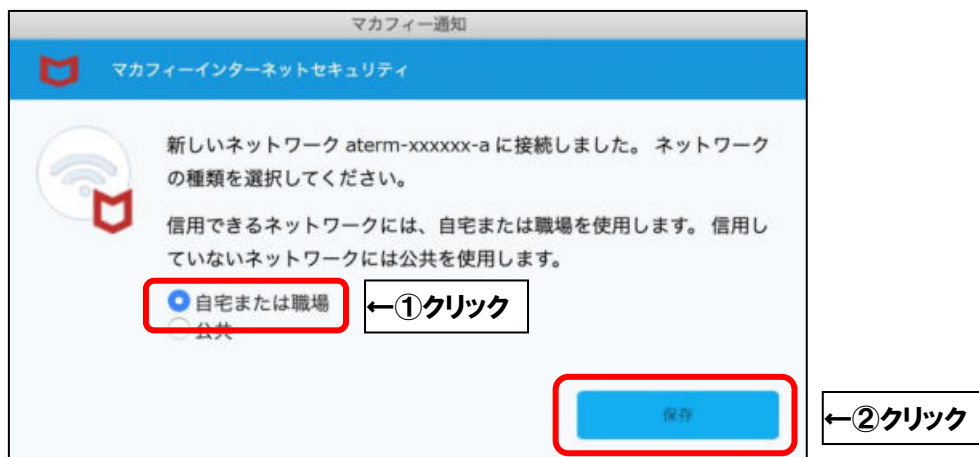 マカフィー通知
マカフィーインターネットセキュリティ
新しいネットワーク aterm-xxxxxx-a に接続しました。 ネットワーク
の種類を選択してください。
信用できるネットワークには、自宅または職場を使用します。 信用し
ていないネットワークには公共を使用します。
自宅または職場
←①クリック
公共
保存
←②クリック